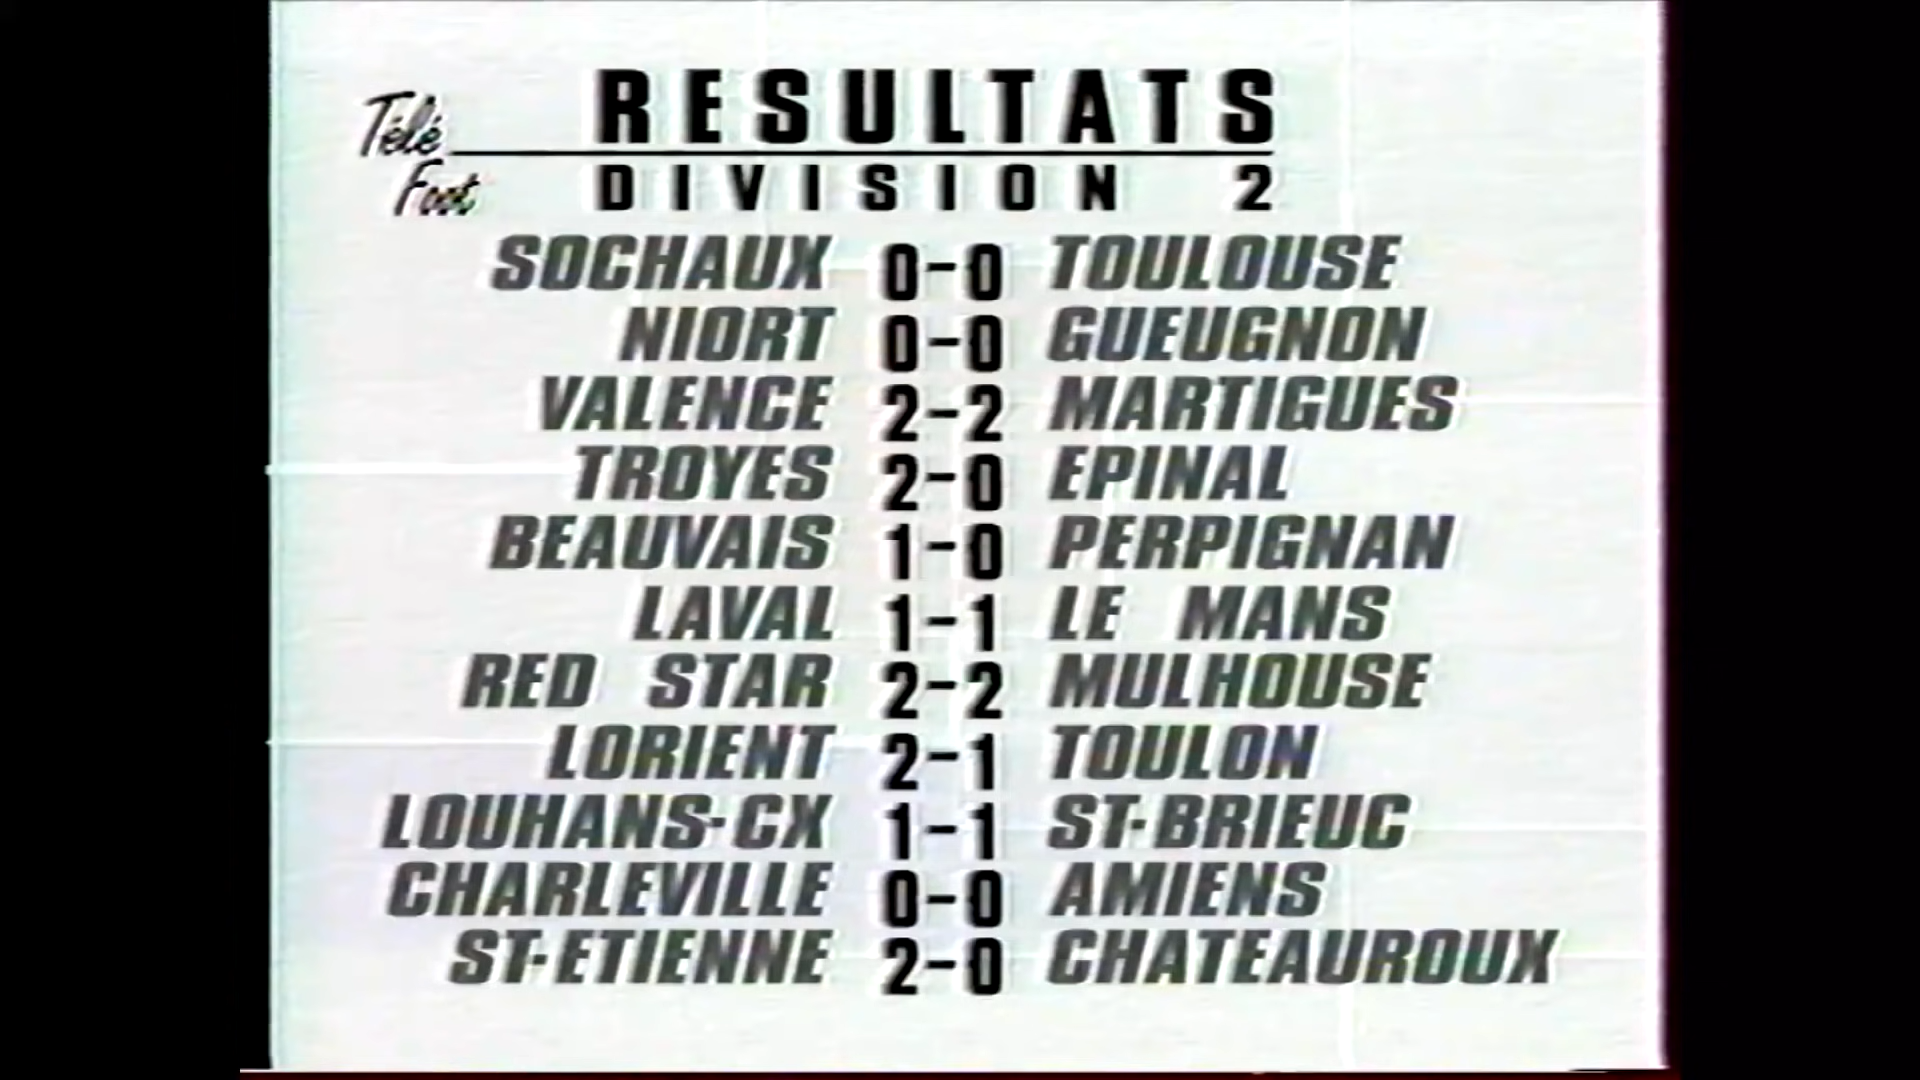 Télé
Foot
RESULTATS
DIVISION 2
SOCHAUX 0-0 TOULOUSE
NIORT 0-0 GUEUGNON
VALENCE 2-2 MARTIGUES
TROYES 2-0 EPINAL
BEAUVAIS 1-0 PERPIGNAN
LAVAL 1-1 LE MANS
RED STAR 2-2 MULHOUSE
LORIENT 2-1 TOULON
LOUHANS-CX 1-1 ST-BRIEUC
CHARLEVILLE 0-0 AMIENS
ST-ETIENNE 2-0 CHATEAUROUX